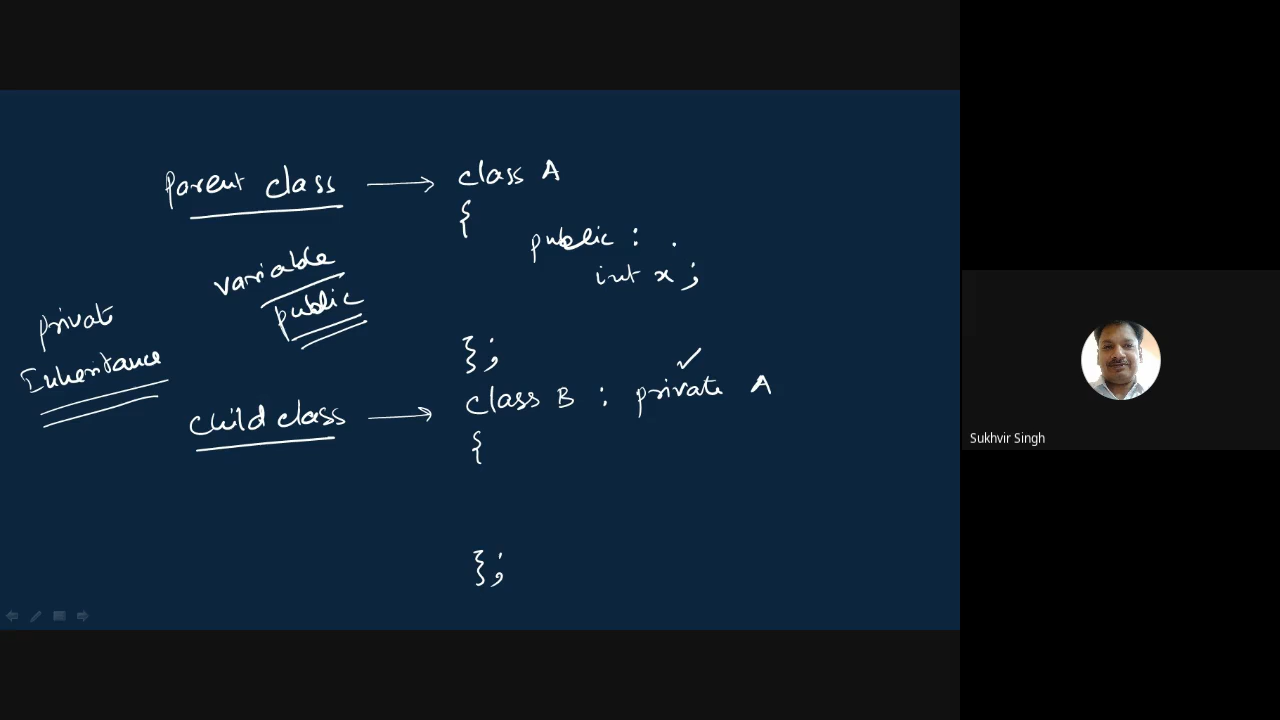 parent class → class A
{
public :
int x ;
variable
public
private
Inheritance
} ;
class B : private A
child class →
{
} ;
Sukhvir Singh